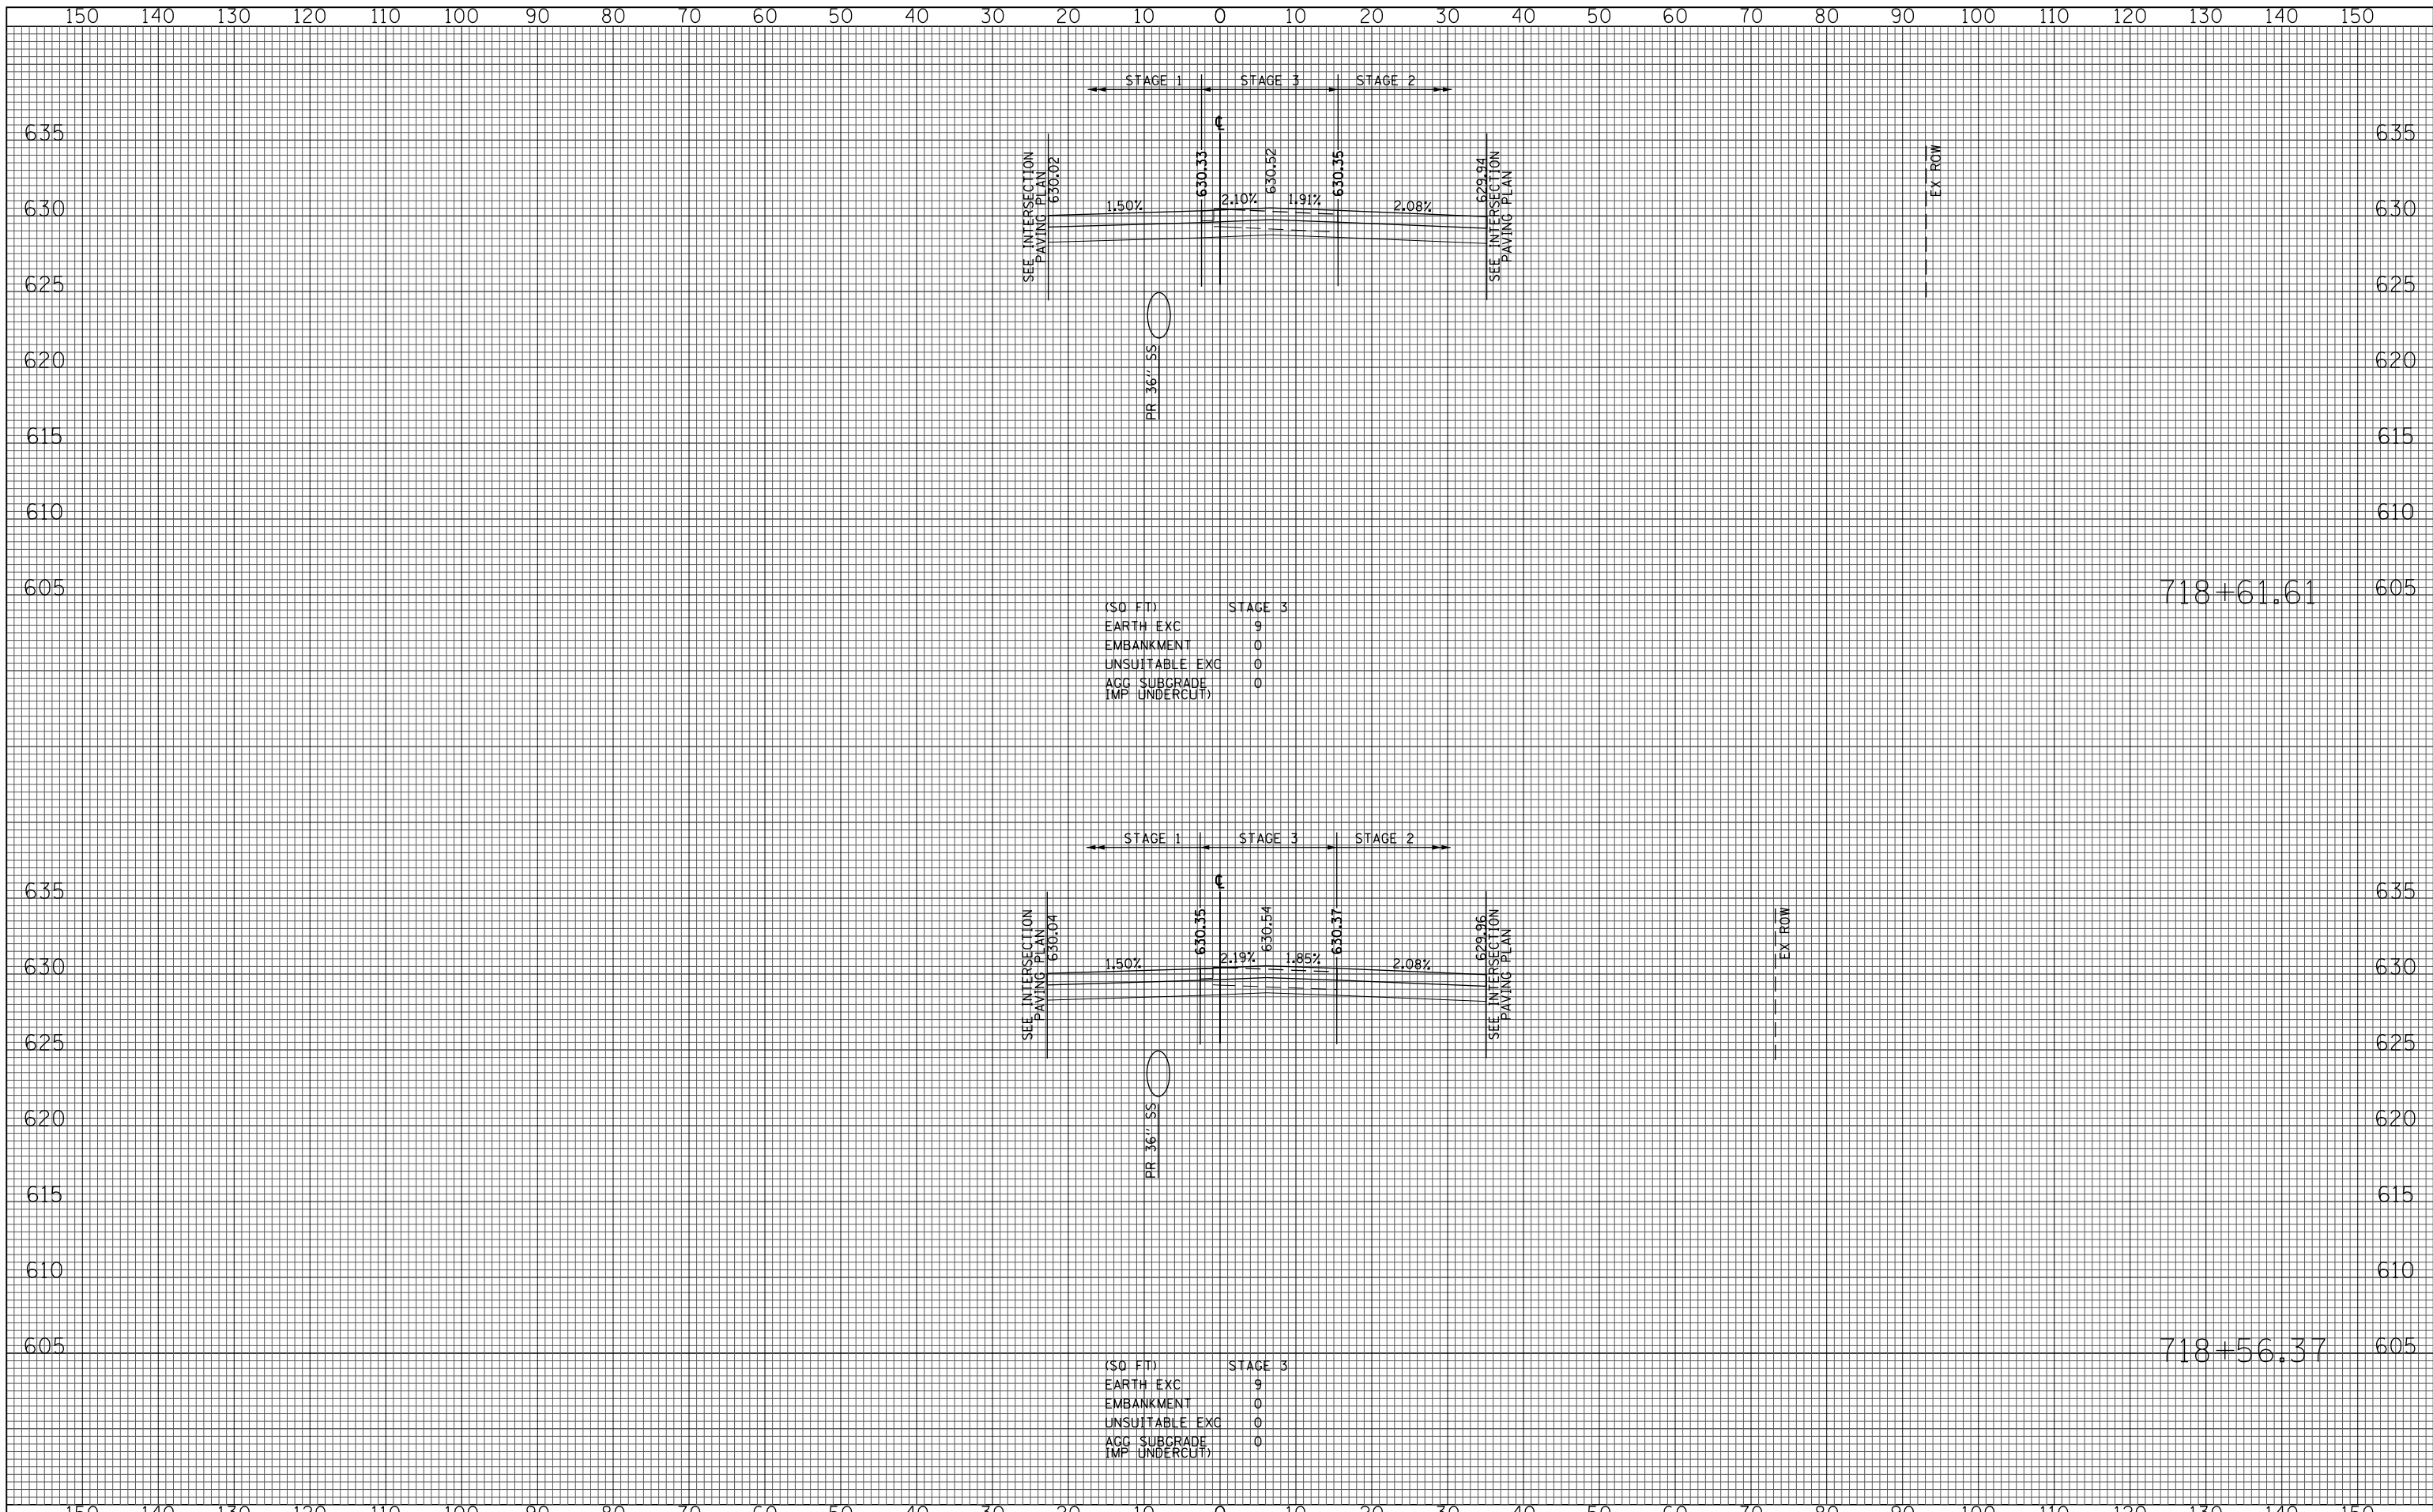 150 140 130 120 110 100 90 80 70 60 50 40 30 20 10 0 10 20 30 40 50 60 70 80 90 100 110 120 130 140 150
STAGE 1 STAGE 3 STAGE 2
℄
635 635
SEE INTERSECTION
PAVING PLAN
630.02
630.33
630.52
630.35
629.94
SEE INTERSECTION
PAVING PLAN
EX ROW
630 1.50% 2.10% 1.91% 2.08% 630
625 625
620 620
PR 36" SS
615 615
610 610
605 718+61.61 605
(SQ FT) STAGE 3
EARTH EXC 9
EMBANKMENT 0
UNSUITABLE EXC 0
AGG SUBGRADE 0
IMP UNDERCUT)
STAGE 1 STAGE 3 STAGE 2
℄
635 635
SEE INTERSECTION
PAVING PLAN
630.04
630.35
630.54
630.37
629.96
SEE INTERSECTION
PAVING PLAN
EX ROW
630 1.50% 2.19% 1.85% 2.08% 630
625 625
620 620
PR 36" SS
615 615
610 610
605 718+56.37 605
(SQ FT) STAGE 3
EARTH EXC 9
EMBANKMENT 0
UNSUITABLE EXC 0
AGG SUBGRADE 0
IMP UNDERCUT)
150 140 130 120 110 100 90 80 70 60 50 40 30 20 10 0 10 20 30 40 50 60 70 80 90 100 110 120 130 140 150